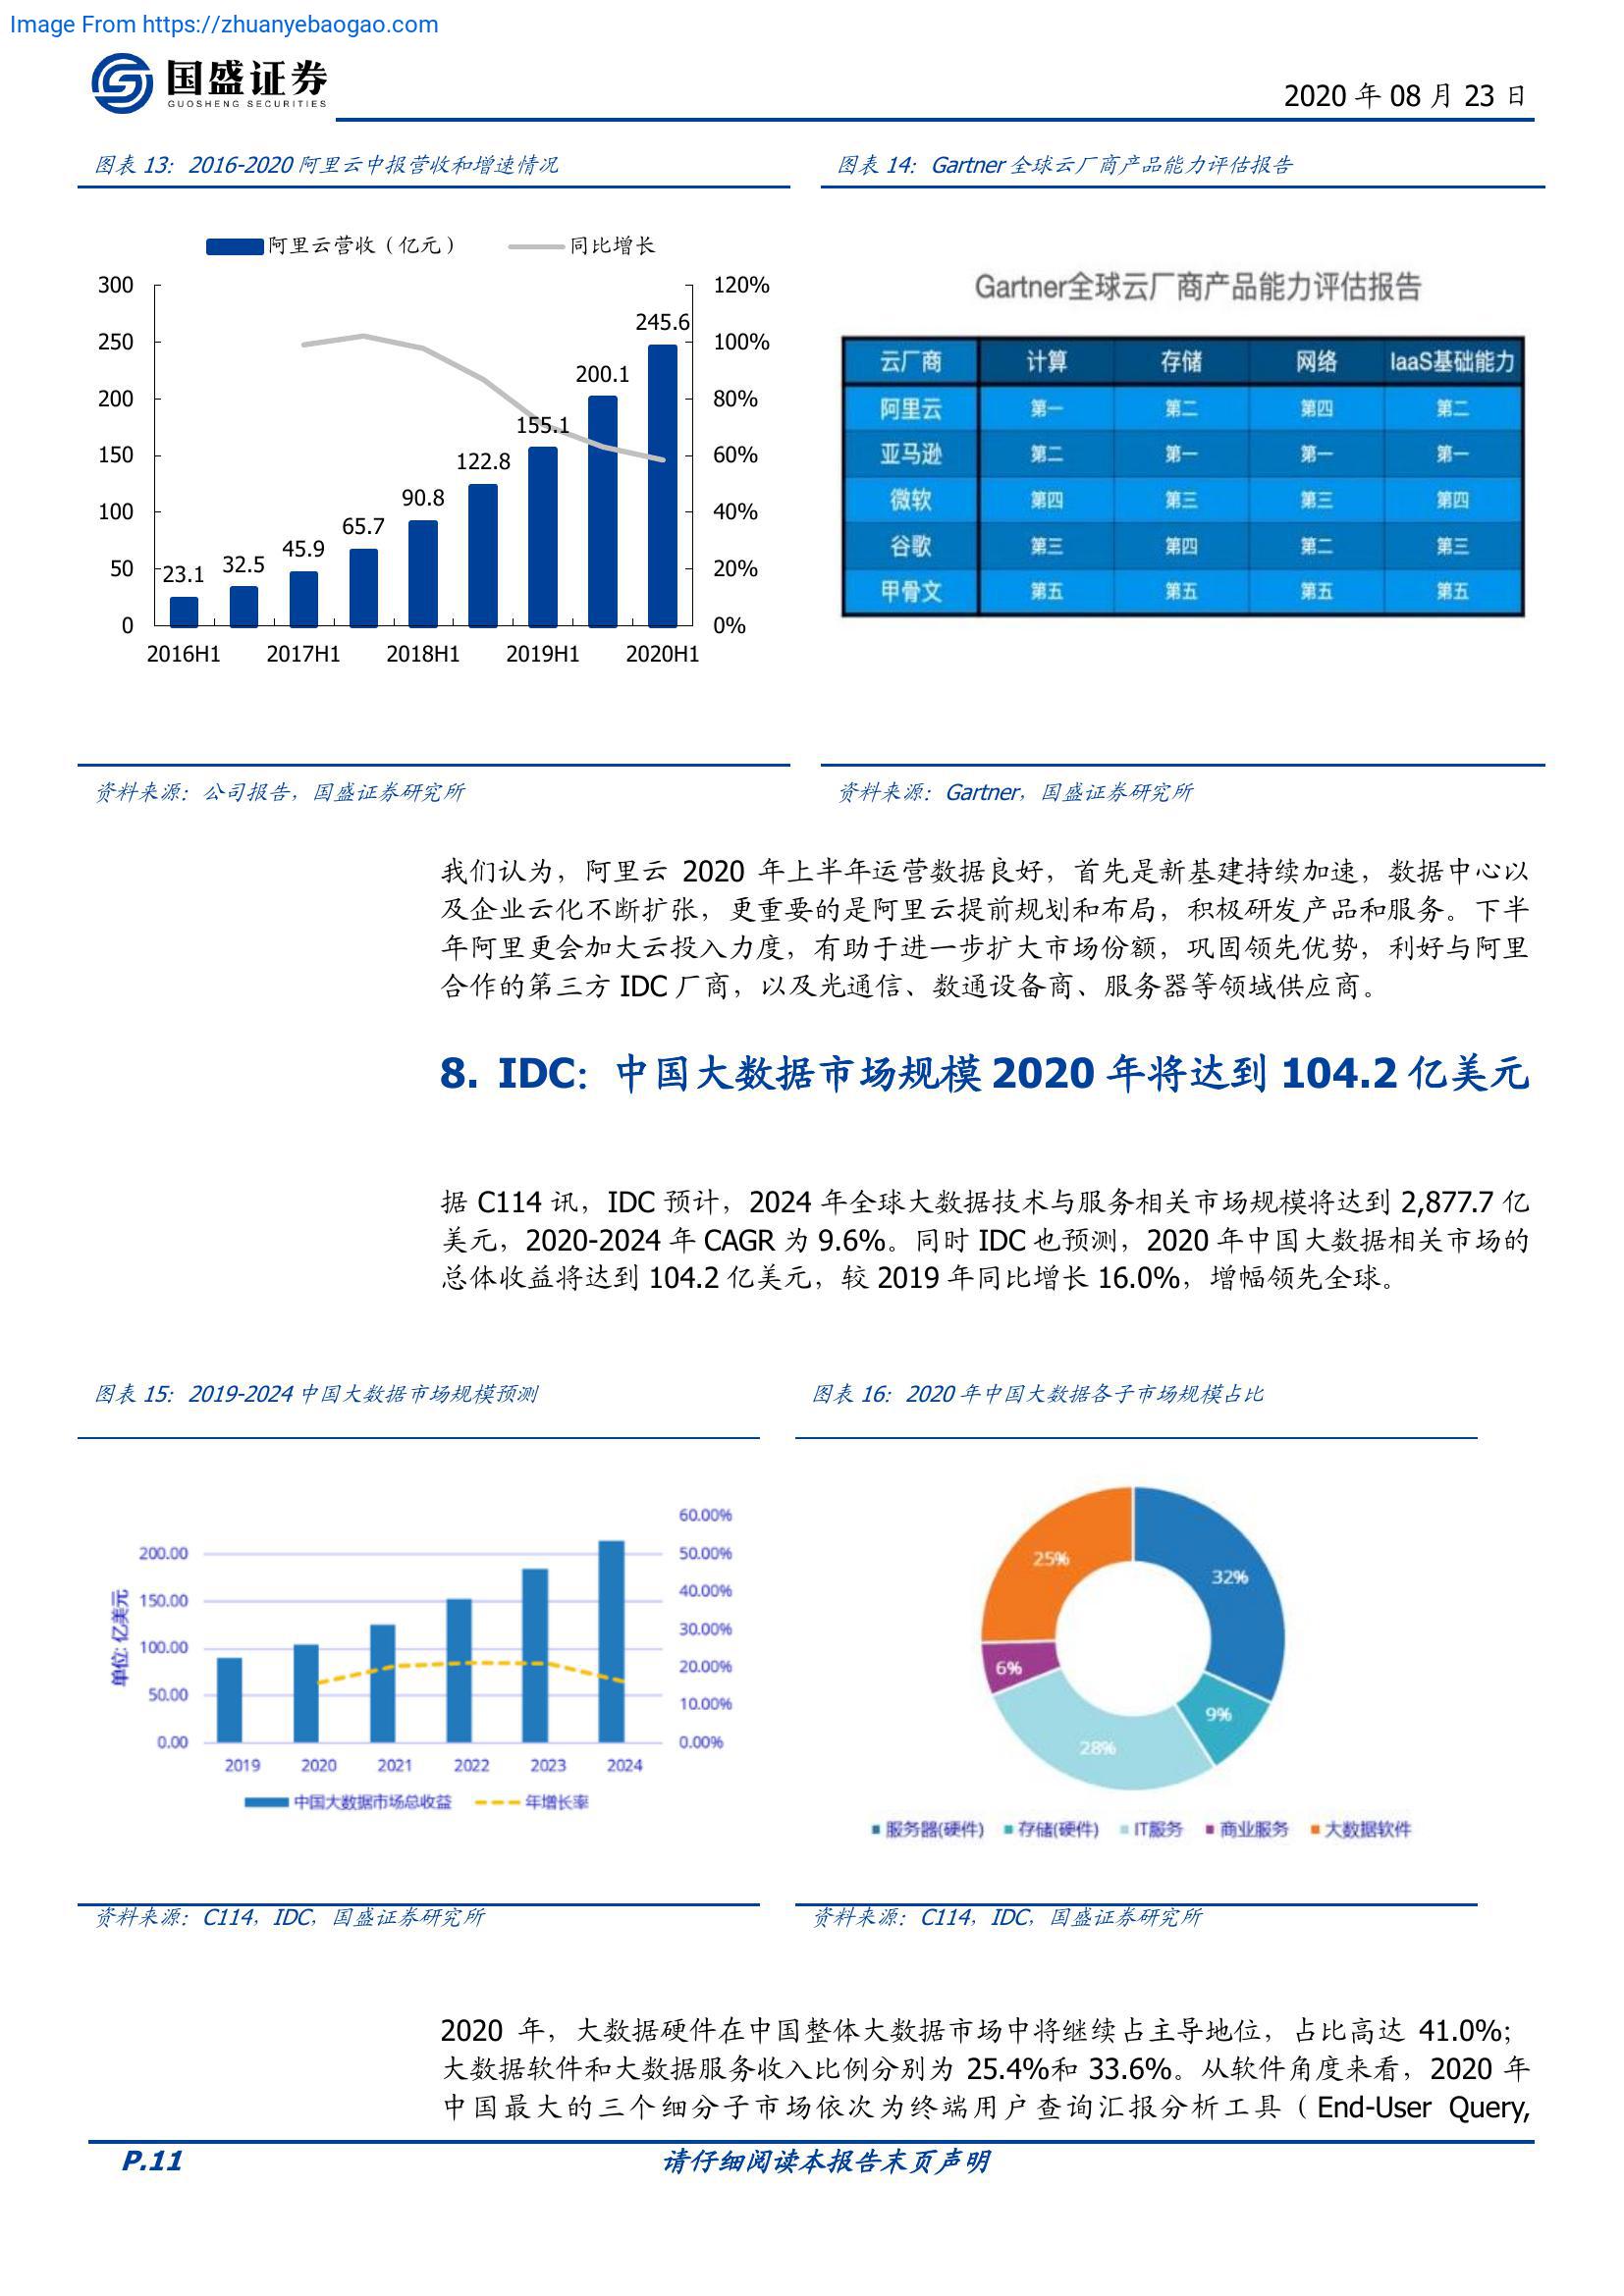 Image From https://zhuanyebaogao.com
国盛证券
GUOSHENG SECURITIES
2020 年 08 月 23 日
图表 13：2016-2020 阿里云中报营收和增速情况
阿里云营收（亿元） 同比增长
300 120%
250 100%
200 80%
150 60%
100 40%
50 20%
0 0%
23.1 32.5 45.9 65.7 90.8 122.8 155.1 200.1 245.6
2016H1 2017H1 2018H1 2019H1 2020H1
资料来源：公司报告，国盛证券研究所
图表 14：Gartner 全球云厂商产品能力评估报告
Gartner全球云厂商产品能力评估报告
云厂商 计算 存储 网络 IaaS基础能力
阿里云 第一 第二 第四 第二
亚马逊 第二 第一 第一 第一
微软 第四 第三 第三 第四
谷歌 第三 第四 第二 第三
甲骨文 第五 第五 第五 第五
资料来源：Gartner，国盛证券研究所
我们认为，阿里云 2020 年上半年运营数据良好，首先是新基建持续加速，数据中心以
及企业云化不断扩张，更重要的是阿里云提前规划和布局，积极研发产品和服务。下半
年阿里更会加大云投入力度，有助于进一步扩大市场份额，巩固领先优势，利好与阿里
合作的第三方 IDC 厂商，以及光通信、数通设备商、服务器等领域供应商。
8. IDC：中国大数据市场规模 2020 年将达到 104.2 亿美元
据 C114 讯，IDC 预计，2024 年全球大数据技术与服务相关市场规模将达到 2,877.7 亿
美元，2020-2024 年 CAGR 为 9.6%。同时 IDC 也预测，2020 年中国大数据相关市场的
总体收益将达到 104.2 亿美元，较 2019 年同比增长 16.0%，增幅领先全球。
图表 15：2019-2024 中国大数据市场规模预测
单位: 亿美元
60.00%
200.00 50.00%
150.00 40.00%
100.00 30.00%
50.00 20.00%
10.00%
0.00 0.00%
2019 2020 2021 2022 2023 2024
中国大数据市场总收益 年增长率
资料来源：C114，IDC，国盛证券研究所
图表 16：2020 年中国大数据各子市场规模占比
25% 32%
6% 9%
28%
服务器(硬件) 存储(硬件) IT服务 商业服务 大数据软件
资料来源：C114，IDC，国盛证券研究所
2020 年，大数据硬件在中国整体大数据市场中将继续占主导地位，占比高达 41.0%；
大数据软件和大数据服务收入比例分别为 25.4%和 33.6%。从软件角度来看，2020 年
中国最大的三个细分子市场依次为终端用户查询汇报分析工具（End-User Query,
P.11 请仔细阅读本报告末页声明